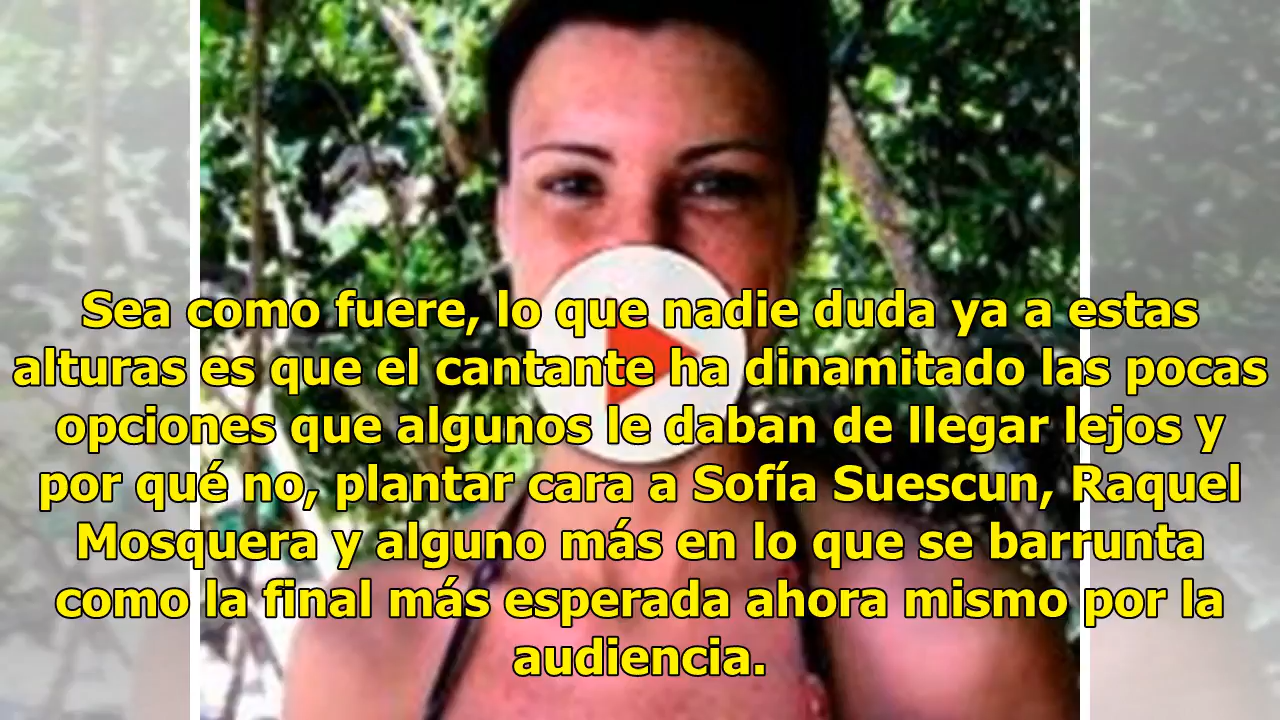 Sea como fuere, lo que nadie duda ya a estas
alturas es que el cantante ha dinamitado las pocas
opciones que algunos le daban de llegar lejos y
por qué no, plantar cara a Sofía Suescun, Raquel
Mosquera y alguno más en lo que se barrunta
como la final más esperada ahora mismo por la
audiencia.